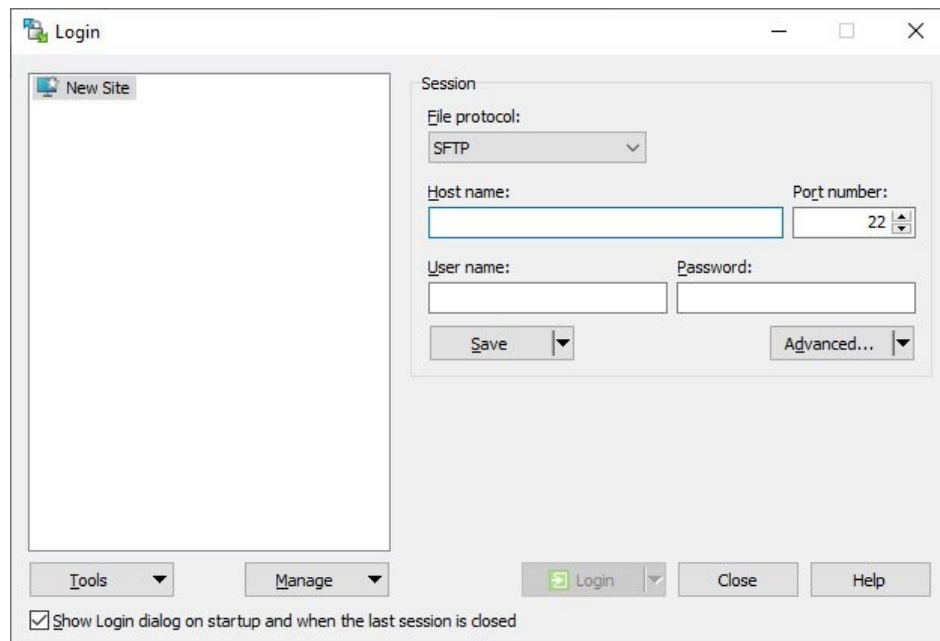 Login
New Site
Session
File protocol:
SFTP
Host name: Port number:
22
User name: Password:
Save Advanced...
Tools Manage Login Close Help
Show Login dialog on startup and when the last session is closed